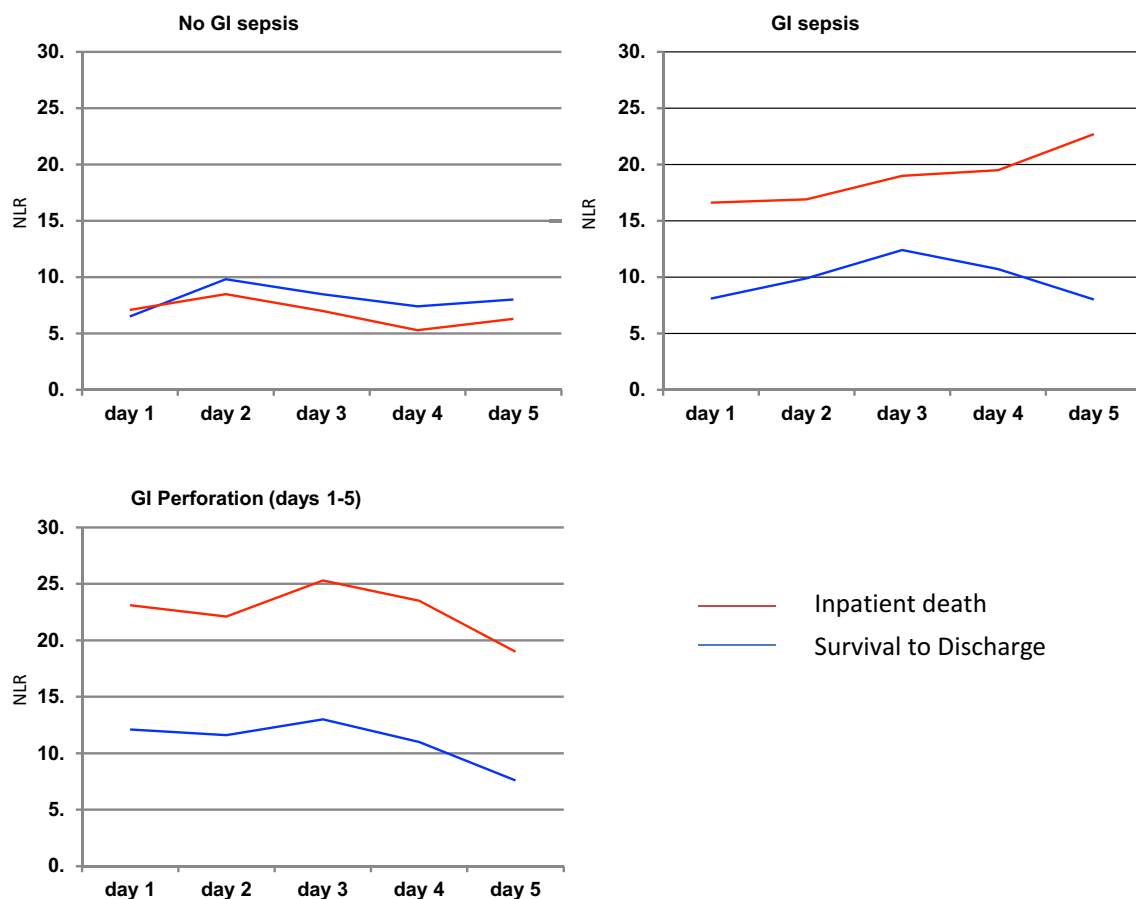 No GI sepsis
30.
25.
20.
15.
10.
5.
0.
NLR
day 1 day 2 day 3 day 4 day 5
GI sepsis
30.
25.
20.
15.
10.
5.
0.
NLR
day 1 day 2 day 3 day 4 day 5
GI Perforation (days 1-5)
30.
25.
20.
15.
10.
5.
0.
NLR
day 1 day 2 day 3 day 4 day 5
Inpatient death
Survival to Discharge